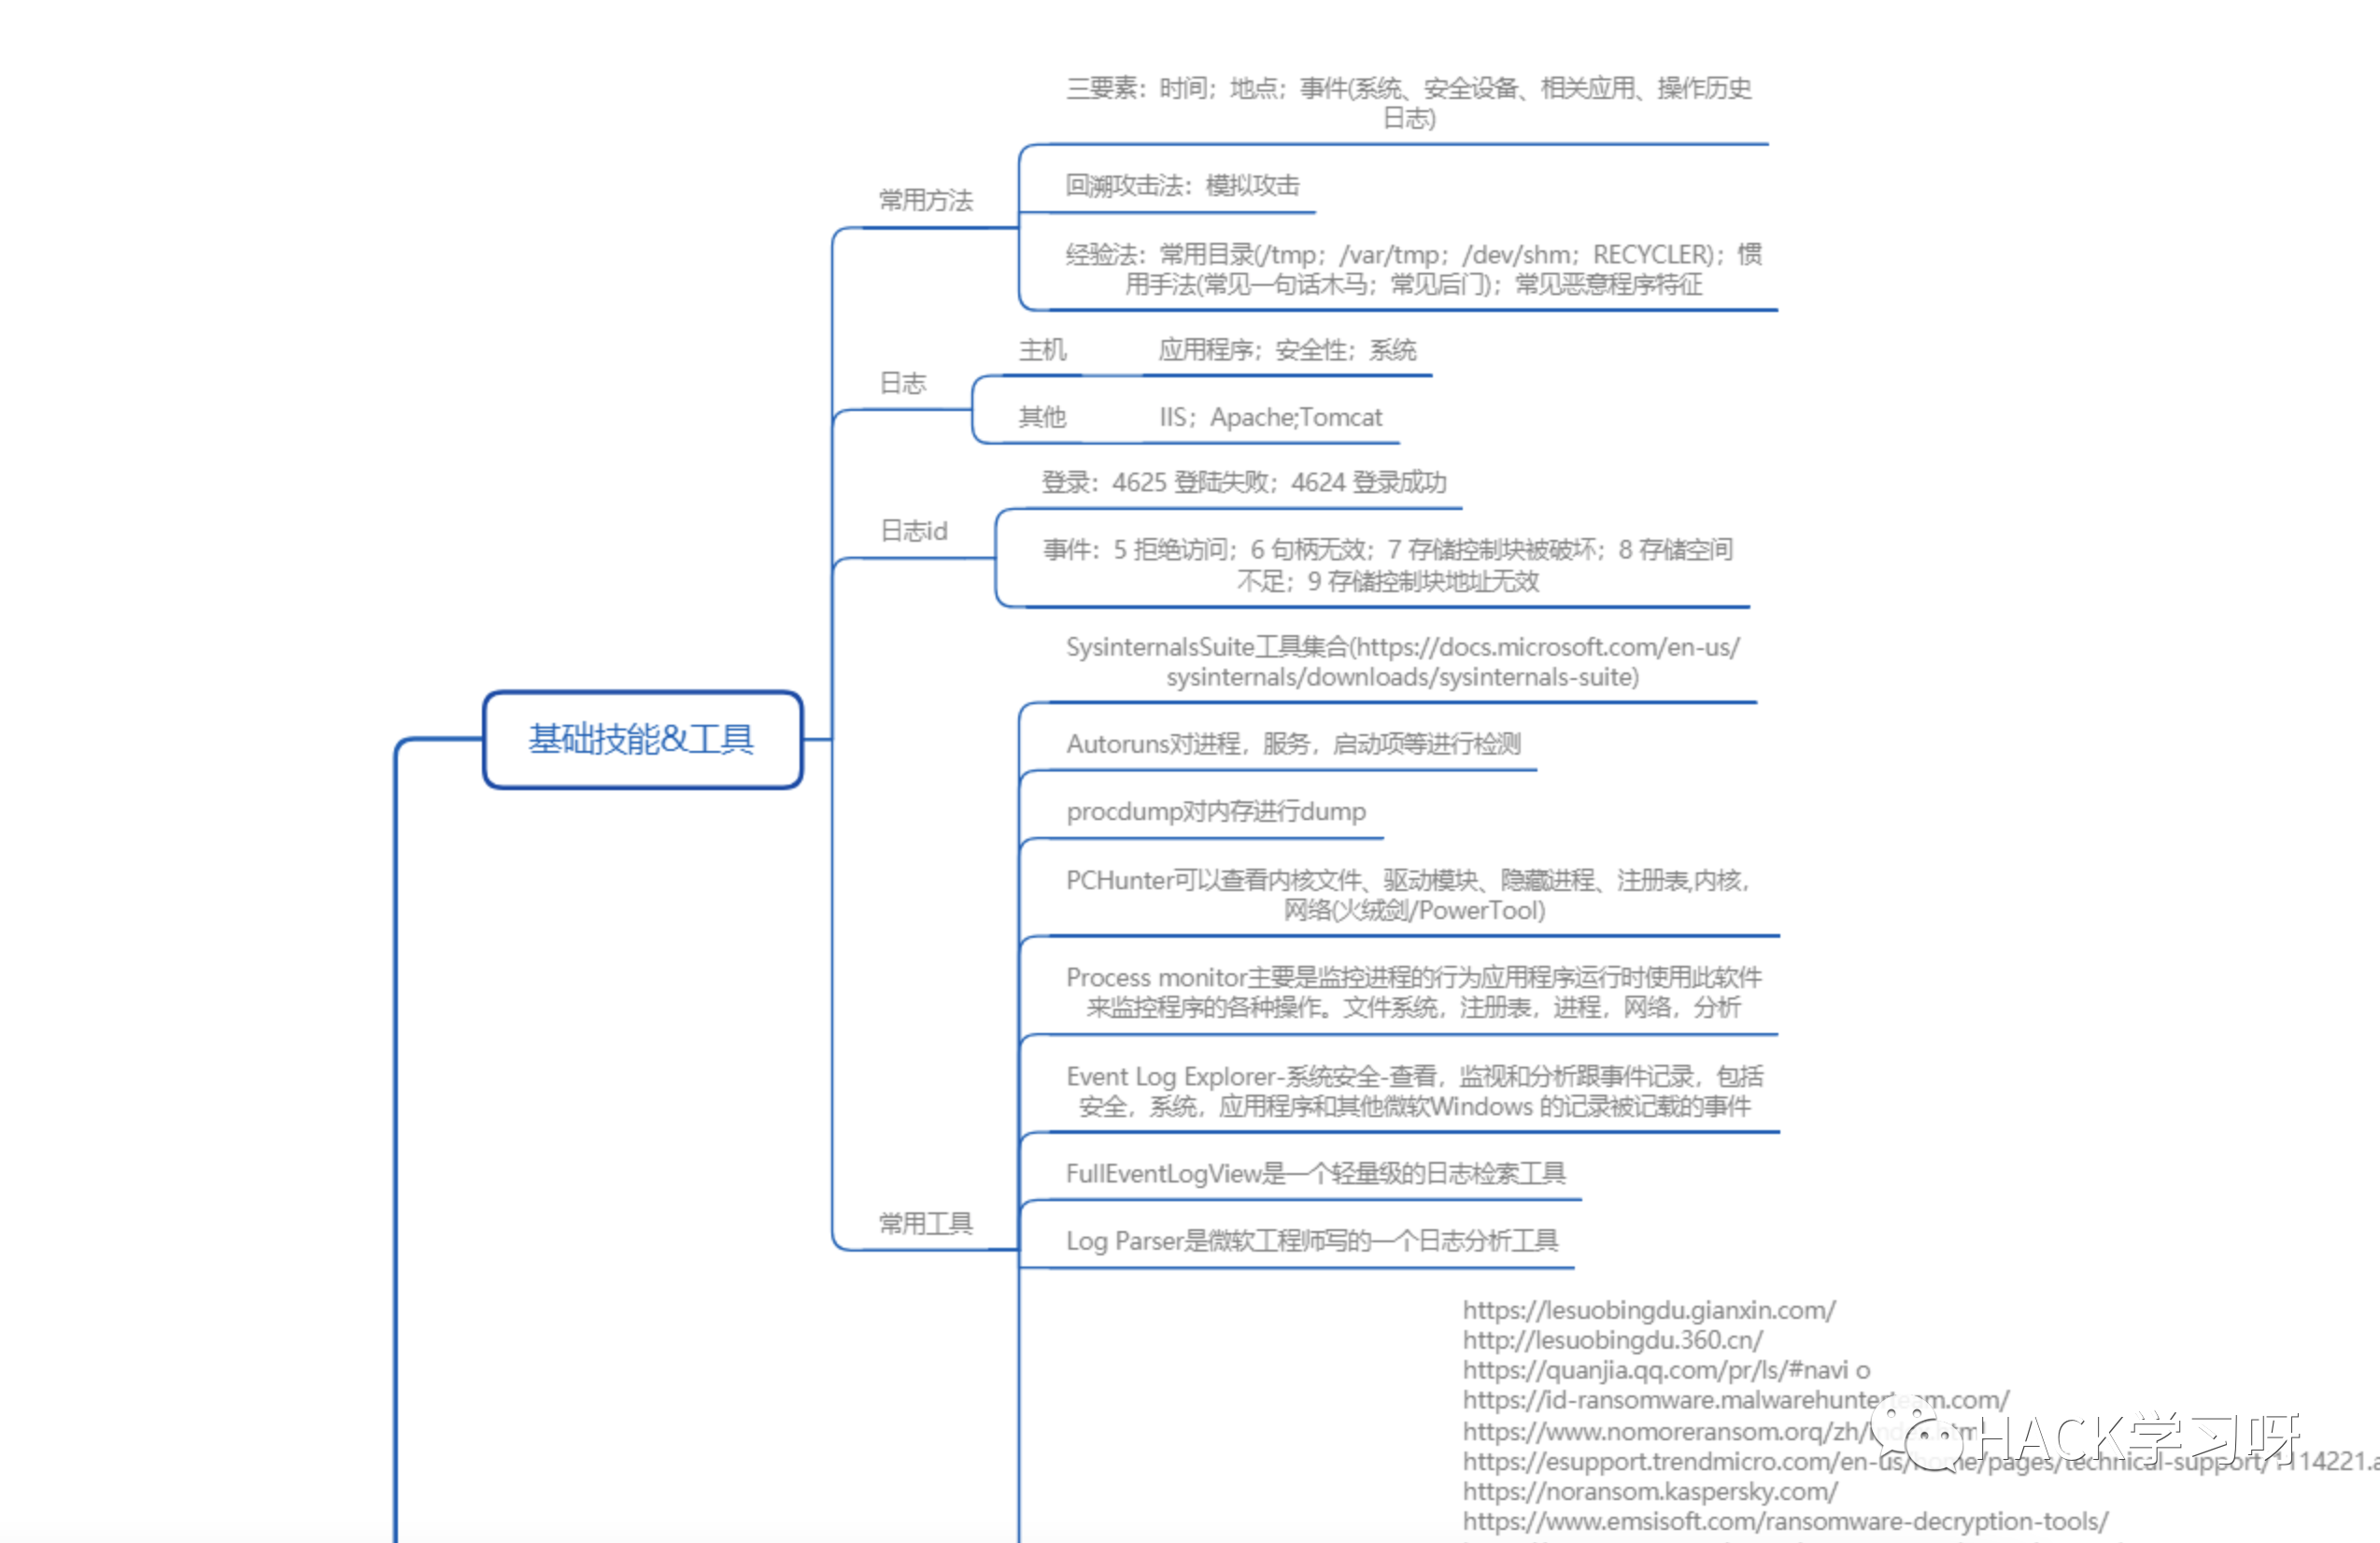 三要素：时间；地点；事件(系统、安全设备、相关应用、操作历史
日志)
常用方法
回溯攻击法：模拟攻击
经验法：常用目录(/tmp；/var/tmp；/dev/shm；RECYCLER)；惯
用手法(常见一句话木马；常见后门)；常见恶意程序特征
日志
主机
应用程序；安全性；系统
其他
IIS；Apache;Tomcat
日志id
登录：4625 登陆失败；4624 登录成功
事件：5 拒绝访问；6 句柄无效；7 存储控制块被破坏；8 存储空间
不足；9 存储控制块地址无效
基础技能&工具
常用工具
SysinternalsSuite工具集合(https://docs.microsoft.com/en-us/
sysinternals/downloads/sysinternals-suite)
Autoruns对进程，服务，启动项等进行检测
procdump对内存进行dump
PCHunter可以查看内核文件、驱动模块、隐藏进程、注册表,内核，
网络(火绒剑/PowerTool)
Process monitor主要是监控进程的行为应用程序运行时使用此软件
来监控程序的各种操作。文件系统，注册表，进程，网络，分析
Event Log Explorer-系统安全-查看，监视和分析跟事件记录，包括
安全，系统，应用程序和其他微软Windows 的记录被记载的事件
FullEventLogView是一个轻量级的日志检索工具
Log Parser是微软工程师写的一个日志分析工具
https://lesuobingdu.gianxin.com/
http://lesuobingdu.360.cn/
https://quanjia.qq.com/pr/ls/#navi o
https://id-ransomware.malwarehunterteam.com/
https://www.nomoreransom.orq/zh/index.html
https://esupport.trendmicro.com/en-us/home/pages/technical-support/1114221.a
https://noransom.kaspersky.com/
https://www.emsisoft.com/ransomware-decryption-tools/
HACK学习呀